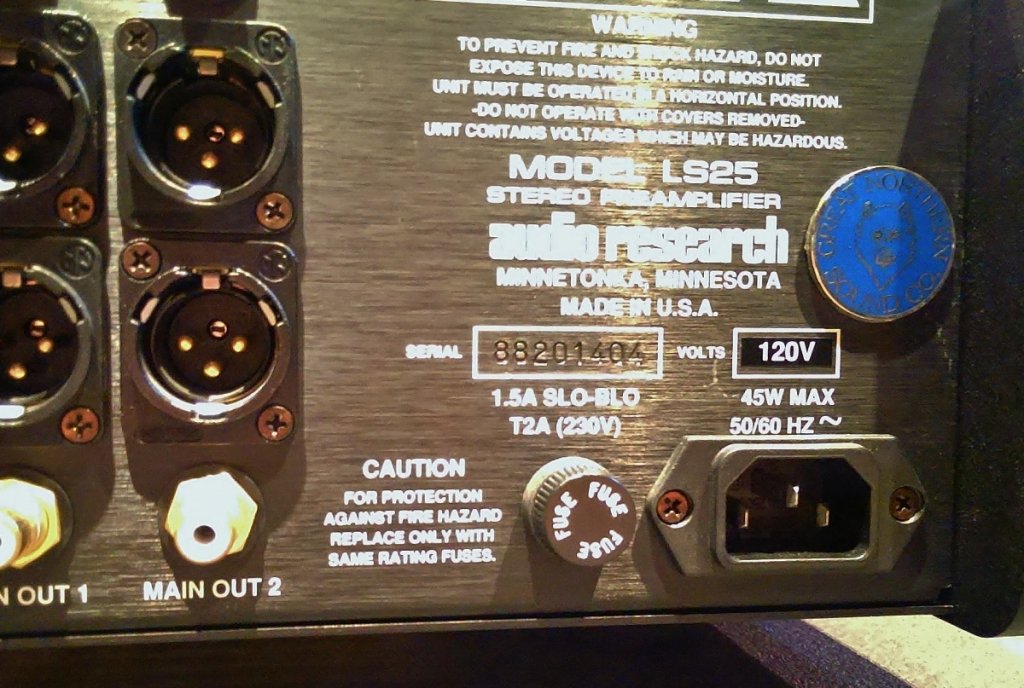 WARNING
TO PREVENT FIRE AND SHOCK HAZARD, DO NOT
EXPOSE THIS DEVICE TO RAIN OR MOISTURE.
UNIT MUST BE OPERATED IN A HORIZONTAL POSITION.
-DO NOT OPERATE WITH COVERS REMOVED-
UNIT CONTAINS VOLTAGES WHICH MAY BE HAZARDOUS.
MODEL LS25
STEREO PREAMPLIFIER
audio research
MINNETONKA, MINNESOTA
MADE IN U.S.A.
GREAT NORTHERN
SOUND CO.
SERIAL 88201404 VOLTS 120V
1.5A SLO-BLO 45W MAX
T2A (230V) 50/60 HZ ~
CAUTION
FOR PROTECTION
AGAINST FIRE HAZARD
REPLACE ONLY WITH
SAME RATING FUSES.
FUSE FUSE FUSE
N OUT 1 MAIN OUT 2